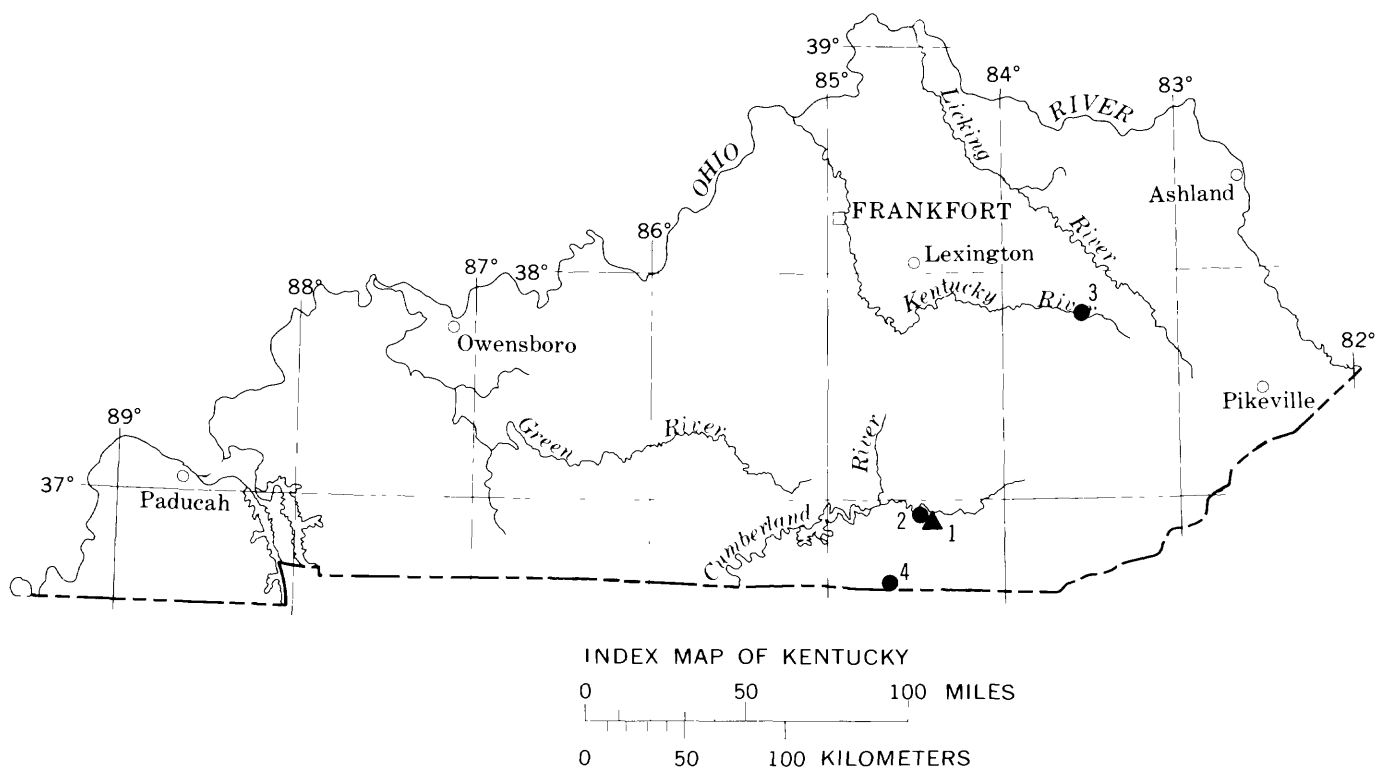 39°
85°
84°
83°
Licking
RIVER
OHIO
Ashland
FRANKFORT
86°
River
Lexington
87°
38°
88°
Kentucky
River
3
Owensboro
82°
Pikeville
89°
Green
River
River
37°
Paducah
Cumberland
2
1
4
INDEX MAP OF KENTUCKY
0 50 100 MILES
0 50 100 KILOMETERS